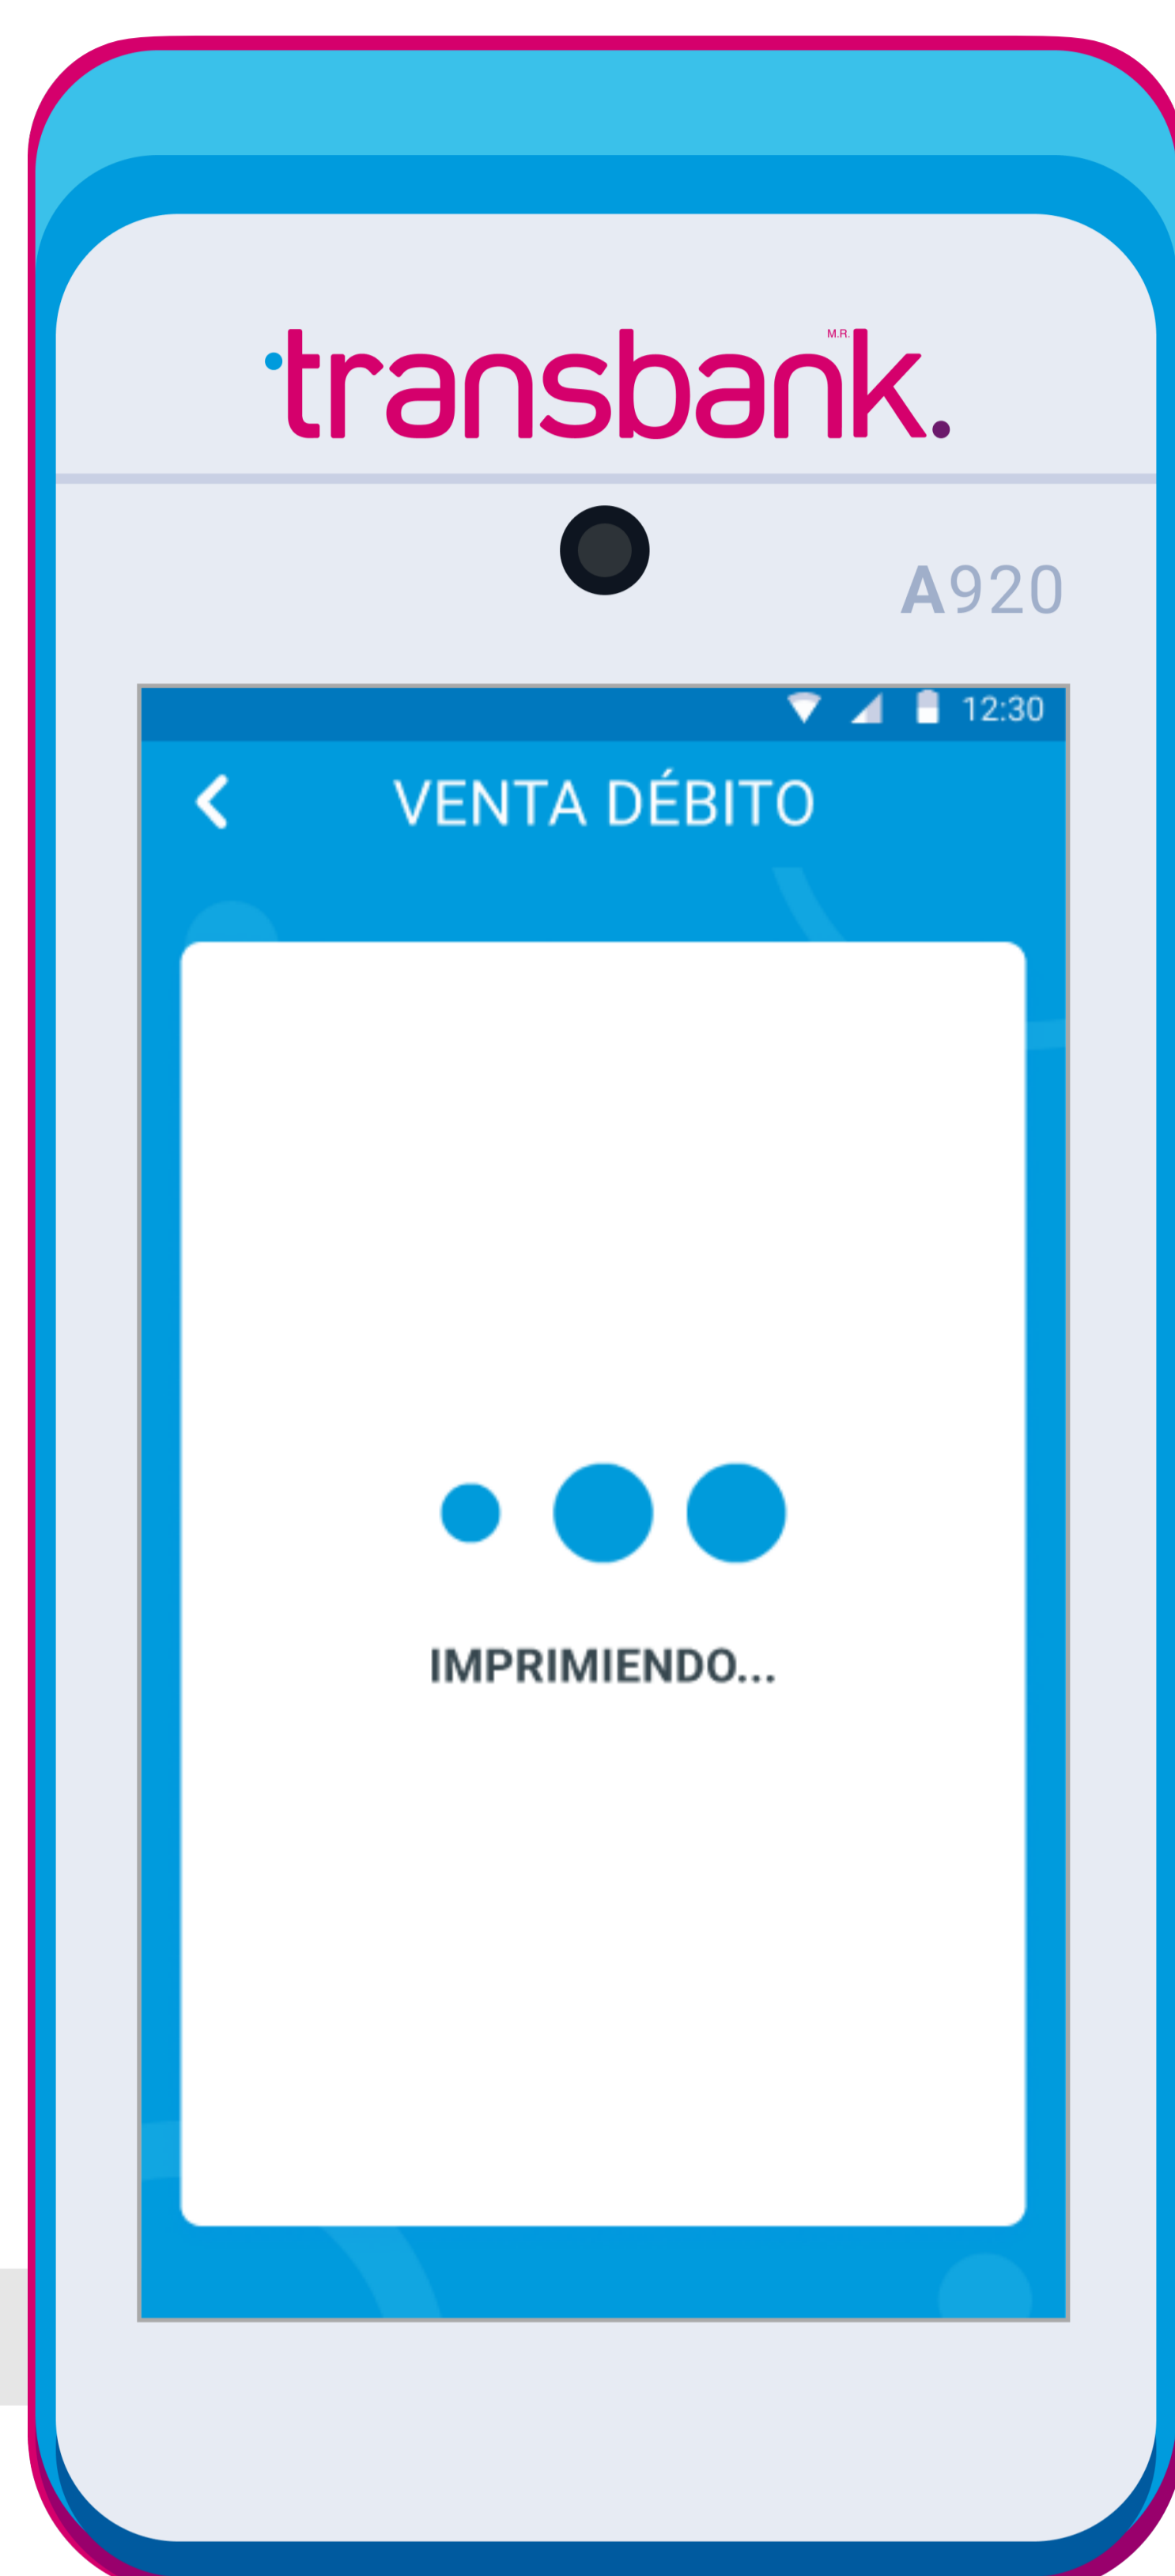 transbank.
M.R.
A920
12:30
VENTA DÉBITO
IMPRIMIENDO...